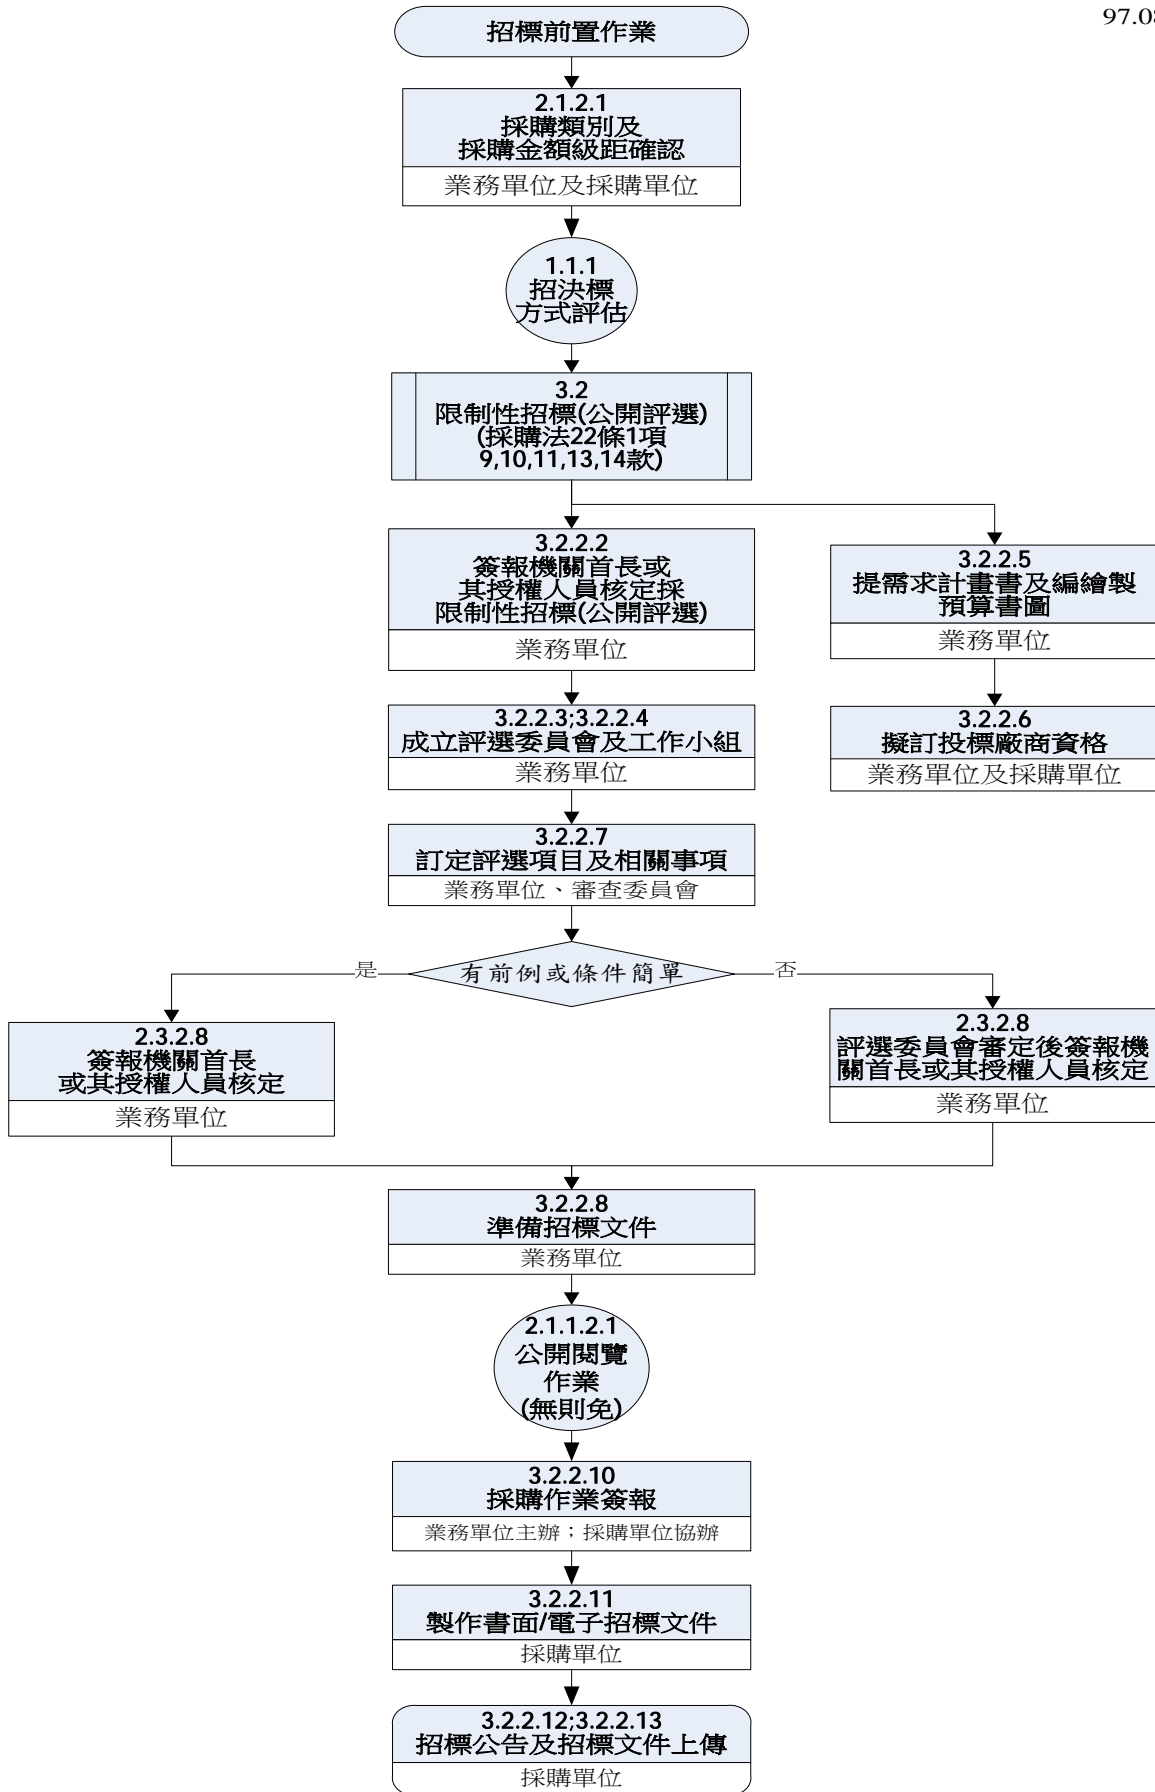 97.08
招標前置作業
2.1.2.1
採購類別及
採購金額級距確認
業務單位及採購單位
1.1.1
招決標
方式評估
3.2
限制性招標(公開評選)
(採購法22條1項
9,10,11,13,14款)
3.2.2.2
簽報機關首長或
其授權人員核定採
限制性招標(公開評選)
業務單位
3.2.2.5
提需求計畫書及編繪製
預算書圖
業務單位
3.2.2.3;3.2.2.4
成立評選委員會及工作小組
業務單位
3.2.2.6
擬訂投標廠商資格
業務單位及採購單位
3.2.2.7
訂定評選項目及相關事項
業務單位、審查委員會
有前例或條件簡單
是
否
2.3.2.8
簽報機關首長
或其授權人員核定
業務單位
2.3.2.8
評選委員會審定後簽報機
關首長或其授權人員核定
業務單位
3.2.2.8
準備招標文件
業務單位
2.1.1.2.1
公開閱覽
作業
(無則免)
3.2.2.10
採購作業簽報
業務單位主辦；採購單位協辦
3.2.2.11
製作書面/電子招標文件
採購單位
3.2.2.12;3.2.2.13
招標公告及招標文件上傳
採購單位